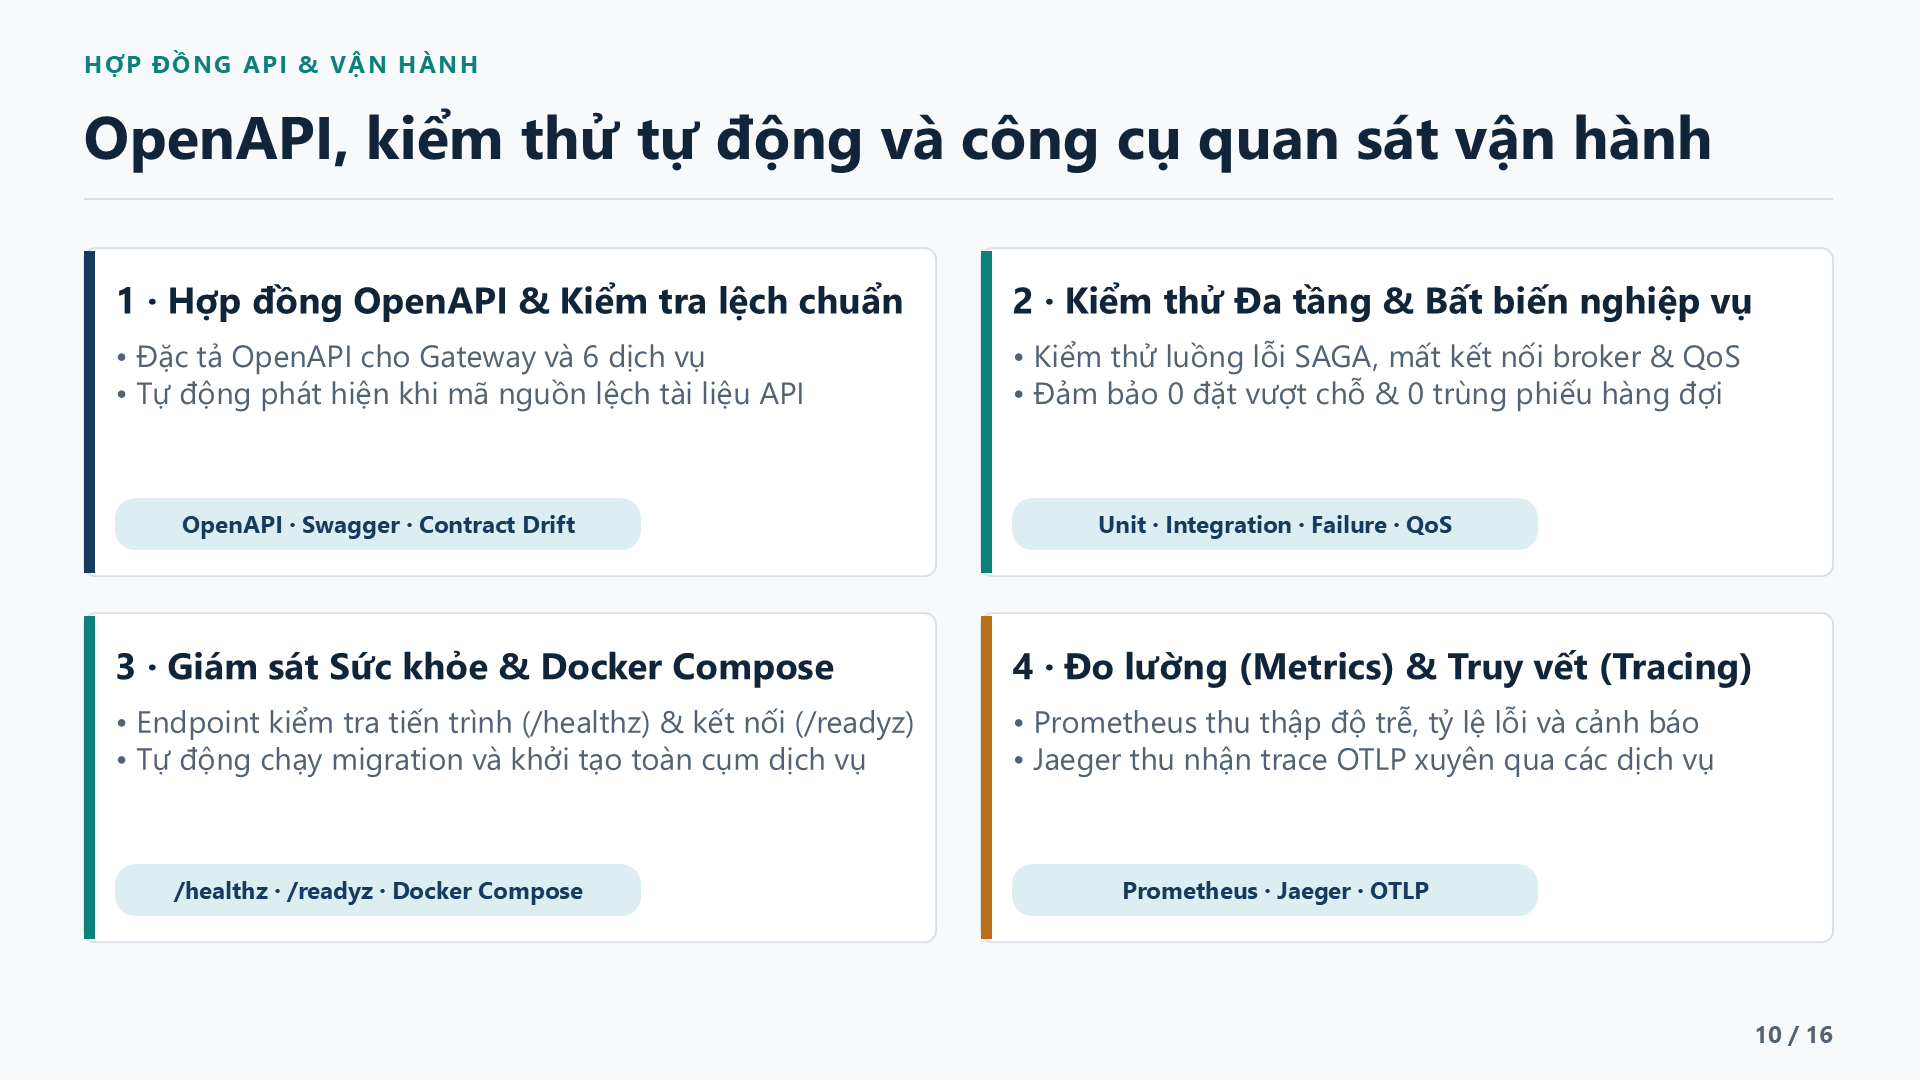 HỢP ĐỒNG API & VẬN HÀNH
OpenAPI, kiểm thử tự động và công cụ quan sát vận hành
1 · Hợp đồng OpenAPI & Kiểm tra lệch chuẩn
• Đặc tả OpenAPI cho Gateway và 6 dịch vụ
• Tự động phát hiện khi mã nguồn lệch tài liệu API
OpenAPI · Swagger · Contract Drift
2 · Kiểm thử Đa tầng & Bất biến nghiệp vụ
• Kiểm thử luồng lỗi SAGA, mất kết nối broker & QoS
• Đảm bảo 0 đặt vượt chỗ & 0 trùng phiếu hàng đợi
Unit · Integration · Failure · QoS
3 · Giám sát Sức khỏe & Docker Compose
• Endpoint kiểm tra tiến trình (/healthz) & kết nối (/readyz)
• Tự động chạy migration và khởi tạo toàn cụm dịch vụ
/healthz · /readyz · Docker Compose
4 · Đo lường (Metrics) & Truy vết (Tracing)
• Prometheus thu thập độ trễ, tỷ lệ lỗi và cảnh báo
• Jaeger thu nhận trace OTLP xuyên qua các dịch vụ
Prometheus · Jaeger · OTLP
10 / 16